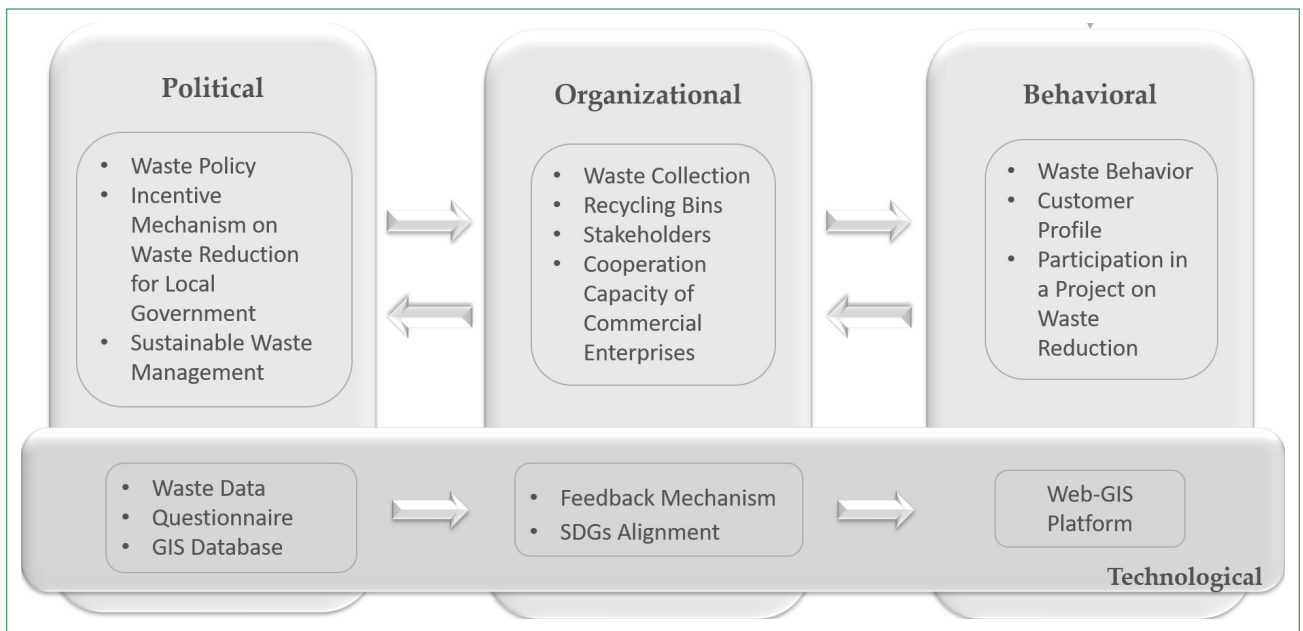 Political
• Waste Policy
• Incentive
Mechanism on
Waste Reduction
for Local
Government
• Sustainable Waste
Management
Organizational
• Waste Collection
• Recycling Bins
• Stakeholders
• Cooperation
Capacity of
Commercial
Enterprises
Behavioral
• Waste Behavior
• Customer
Profile
• Participation in
a Project on
Waste
Reduction
• Waste Data
• Questionnaire
• GIS Database
• Feedback Mechanism
• SDGs Alignment
Web-GIS
Platform
Technological